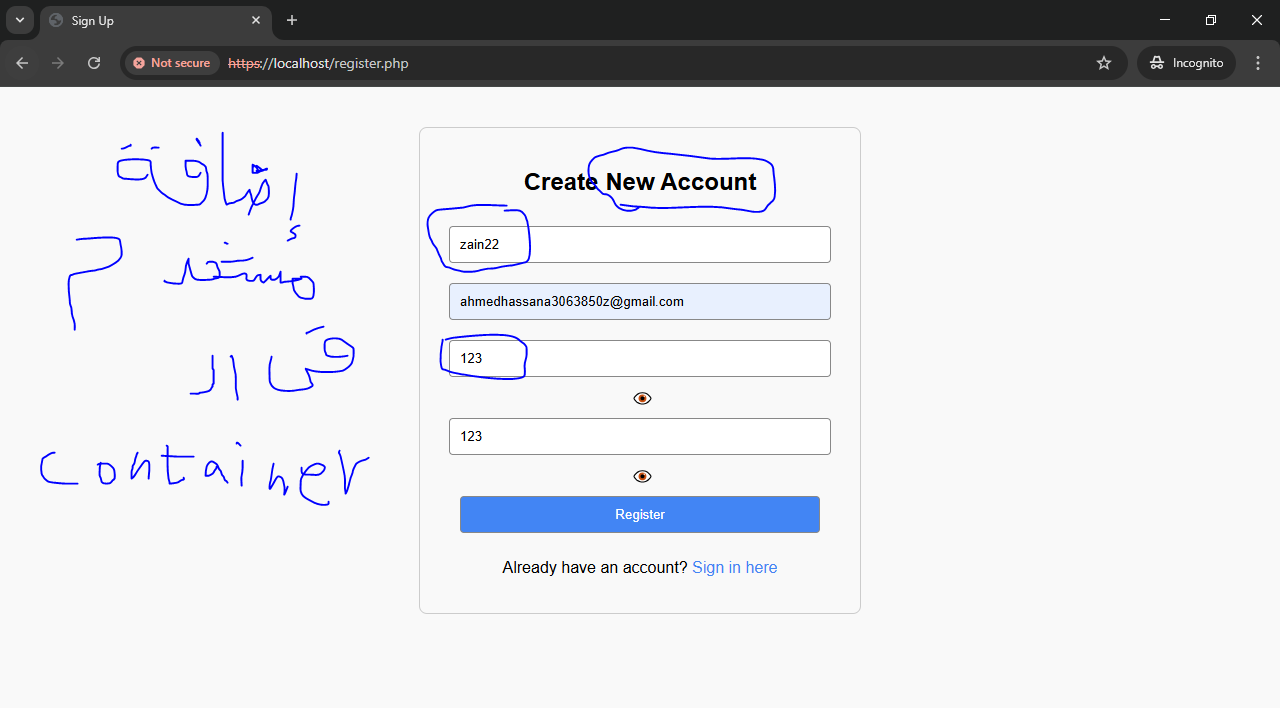 Sign Up
Not secure
https://localhost/register.php
Incognito
إضافة
مُستخدم
في ال
container
Create New Account
zain22
ahmedhassana3063850z@gmail.com
123
123
Register
Already have an account? Sign in here